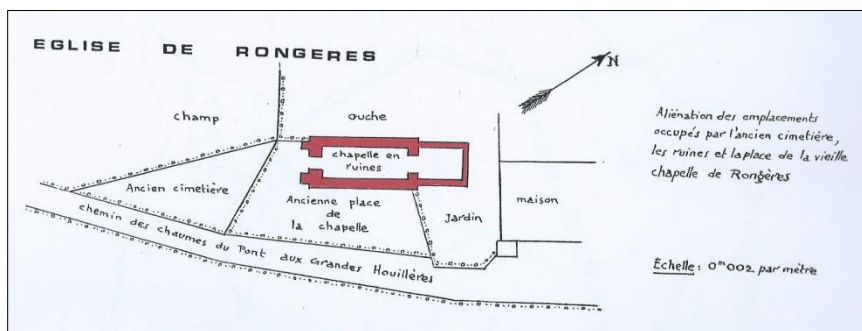 EGLISE DE RONGERES
N
champ
ouche
Aliénation des emplacements
occupés par l'ancien cimetière,
les ruines et la place de la vieille
chapelle de Rongères
chapelle en
ruines
Ancien cimetière
Ancienne place
de
la chapelle
Jardin
maison
chemin des chaumes du Pont aux Grandes Houillères
Échelle : 0m002 par mètre